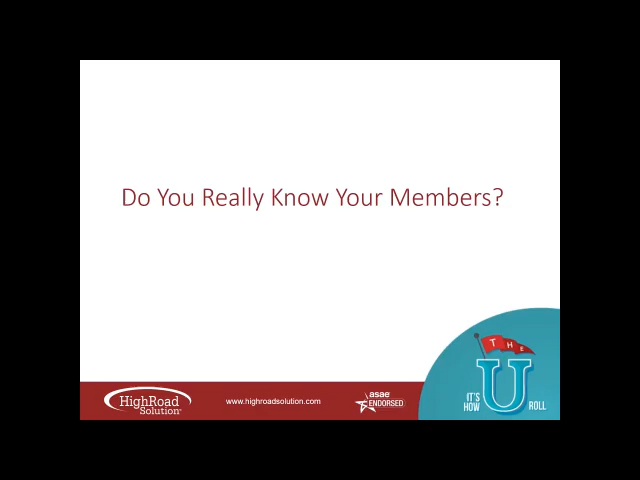 Do You Really Know Your Members?
THE
U
IT'S HOW
ROLL
HighRoad
Solution
www.highroadsolution.com
asae
ENDORSED